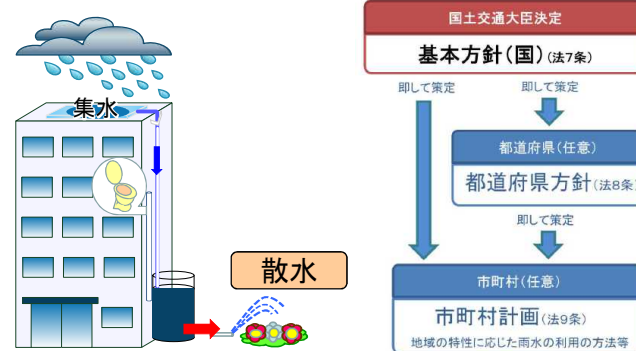 集水
散水
国土交通大臣決定
基本方針(国)(法7条)
即して策定
即して策定
都道府県(任意)
都道府県方針(法8条)
即して策定
市町村(任意)
市町村計画(法9条)
地域の特性に応じた雨水の利用の方法等